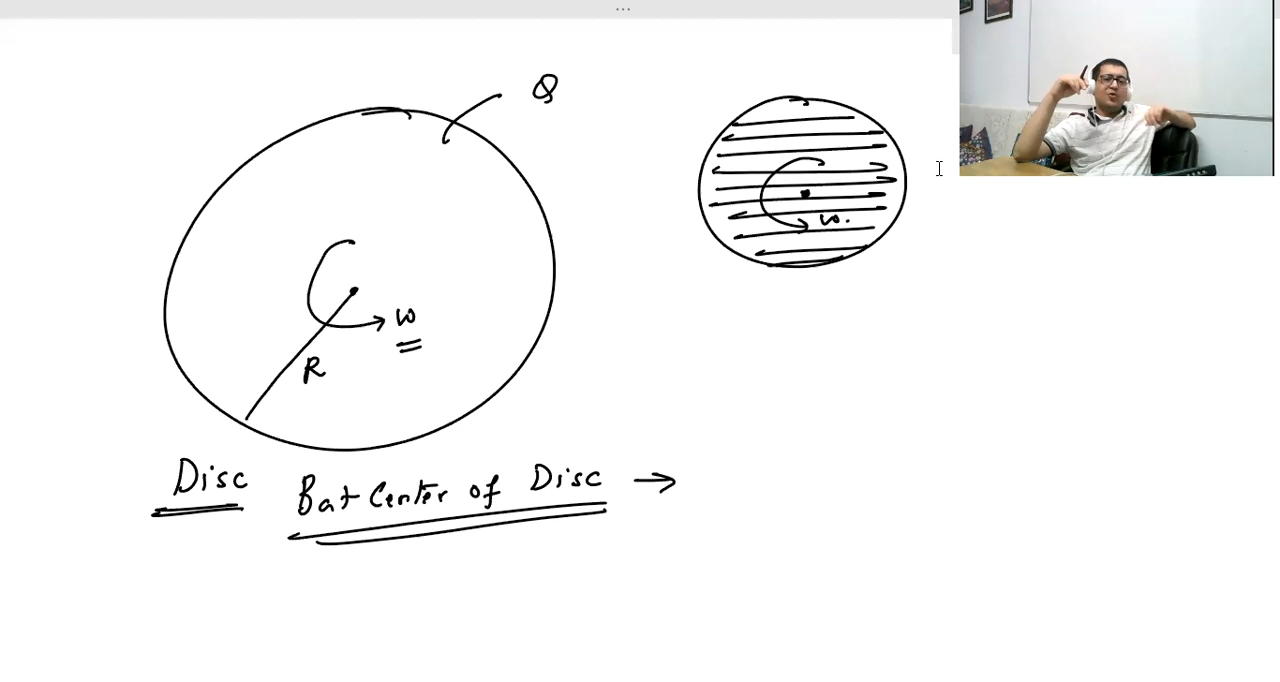 Q
ω.
ω
R
Disc
B at Center of Disc →